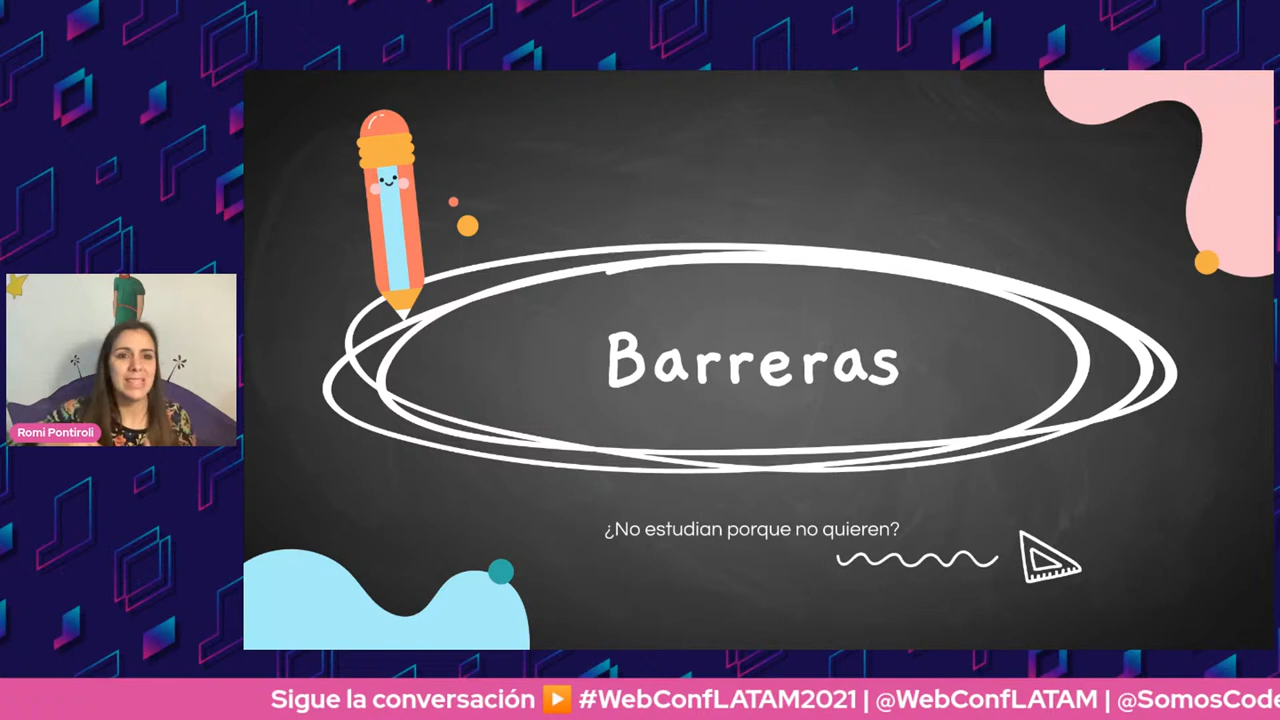 Barreras
¿No estudian porque no quieren?
Romi Pontiroli
Sigue la conversación ▶️ #WebConfLATAM2021 | @WebConfLATAM | @SomosCode